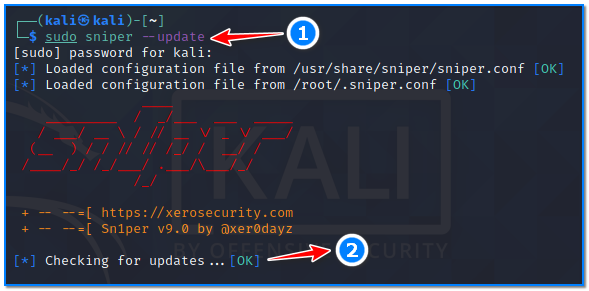 ┌──(kali㉿kali)-[~]
└─$ sudo sniper --update
1
[sudo] password for kali:
[*] Loaded configuration file from /usr/share/sniper/sniper.conf [OK]
[*] Loaded configuration file from /root/.sniper.conf [OK]
KALI
+ -- --=[ https://xerosecurity.com
+ -- --=[ Sn1per v9.0 by @xer0dayz
BY OFFENSIVE SECURITY
2
[*] Checking for updates...[OK]